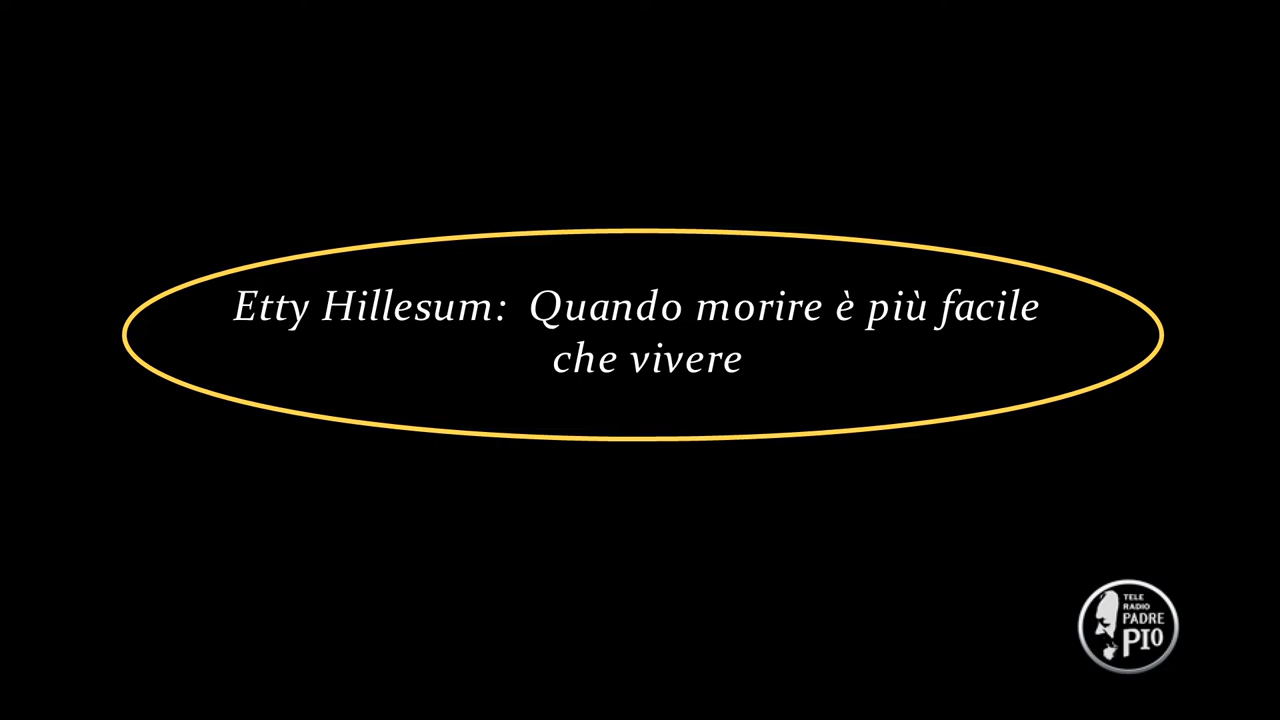 Etty Hillesum: Quando morire è più facile
che vivere
TELE
RADIO
PADRE
PIO